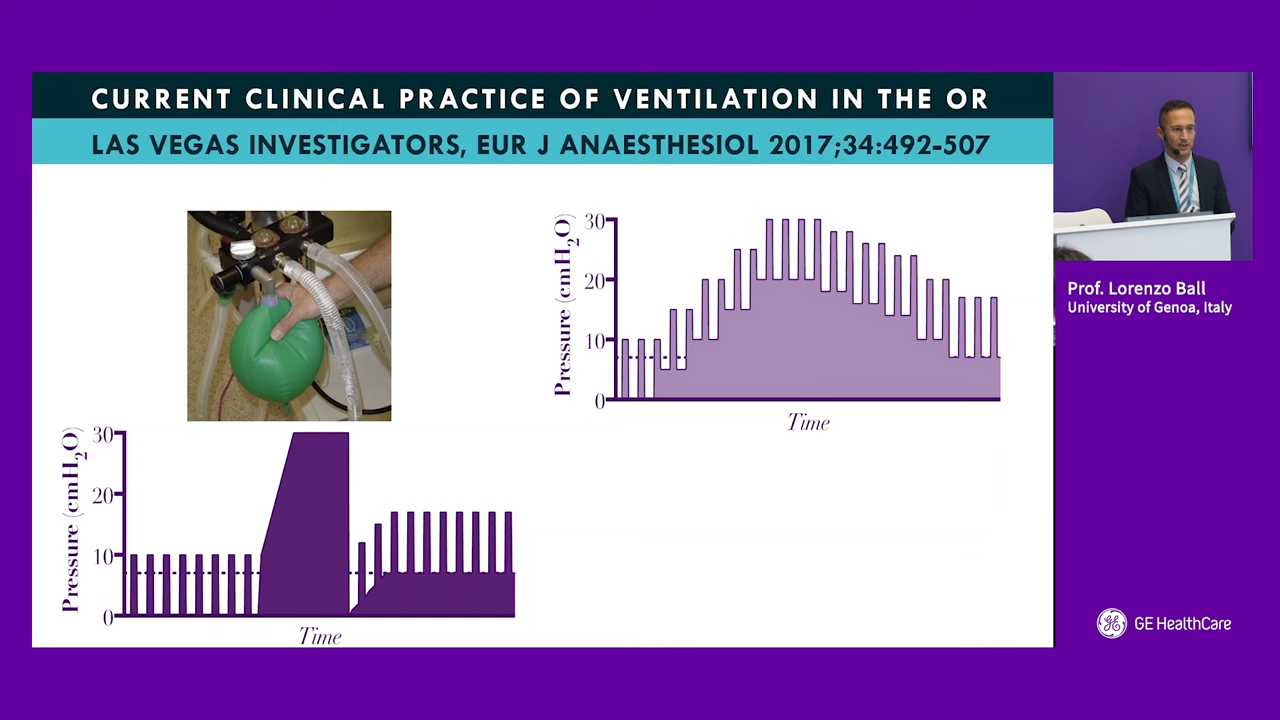 CURRENT CLINICAL PRACTICE OF VENTILATION IN THE OR
LAS VEGAS INVESTIGATORS, EUR J ANAESTHESIOL 2017;34:492-507
Pressure (cmH2O)
30
20
10
0
Time
Pressure (cmH2O)
30
20
10
0
Time
Prof. Lorenzo Ball
University of Genoa, Italy
GE HealthCare